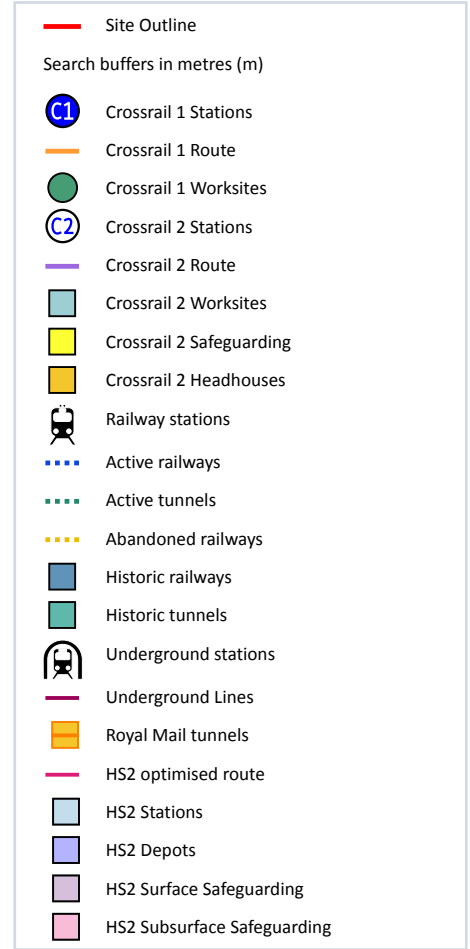 Site Outline
Search buffers in metres (m)
C1 Crossrail 1 Stations
Crossrail 1 Route
Crossrail 1 Worksites
C2 Crossrail 2 Stations
Crossrail 2 Route
Crossrail 2 Worksites
Crossrail 2 Safeguarding
Crossrail 2 Headhouses
Railway stations
Active railways
Active tunnels
Abandoned railways
Historic railways
Historic tunnels
Underground stations
Underground Lines
Royal Mail tunnels
HS2 optimised route
HS2 Stations
HS2 Depots
HS2 Surface Safeguarding
HS2 Subsurface Safeguarding